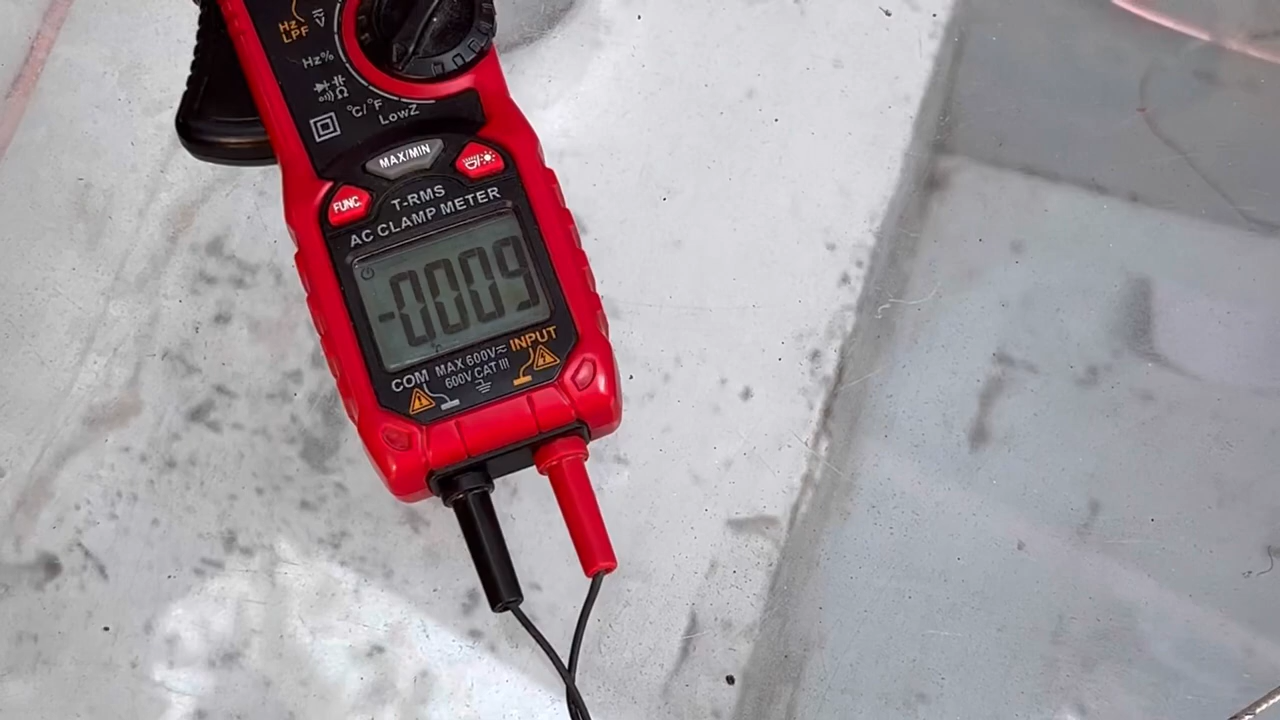 Hz
LPF
Hz%
Ω
°C/°F
LowZ
MAX/MIN
FUNC.
T-RMS
AC CLAMP METER
-0009
°C
COM MAX 600V≂ INPUT
600V CAT III